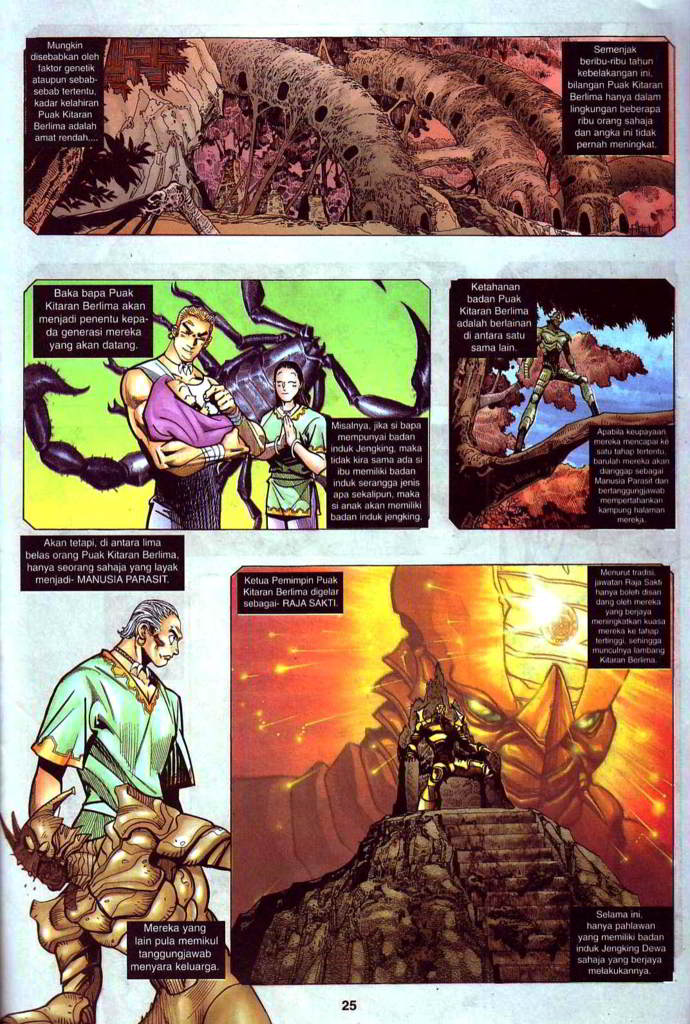 Mungkin
disebabkan oleh
faktor genetik
ataupun sebab-
sebab tertentu,
kadar kelahiran
Puak Kitaran
Berlima adalah
amat rendah....
Semenjak
beribu-ribu tahun
kebelakangan ini,
bilangan Puak Kitaran
Berlima hanya dalam
lingkungan beberapa
ribu orang sahaja
dan angka ini tidak
pernah meningkat.
Baka bapa Puak
Kitaran Berlima akan
menjadi penentu kepa-
da generasi mereka
yang akan datang.
Misalnya, jika si bapa
mempunyai badan
induk Jengking, maka
tidak kira sama ada si
ibu memiliki badan
induk serangga jenis
apa sekalipun, maka
si anak akan memiliki
badan induk jengking.
Ketahanan
badan Puak
Kitaran Berlima
adalah berlainan
di antara satu
sama lain.
Apabila keupayaan
mereka mencapai ke
satu tahap tertentu,
barulah mereka akan
dianggap sebagai
Manusia Parasit dan
bertanggungjawab
mempertahankan
kampung halaman
mereka.
Akan tetapi, di antara lima
belas orang Puak Kitaran Berlima,
hanya seorang sahaja yang layak
menjadi- MANUSIA PARASIT.
Mereka yang
lain pula memikul
tanggungjawab
menyara keluarga.
Ketua Pemimpin Puak
Kitaran Berlima digelar
sebagai- RAJA SAKTI.
Menurut tradisi,
jawatan Raja Sakti
hanya boleh disan
dang oleh mereka
yang berjaya
meningkatkan kuasa
mereka ke tahap
tertinggi, sehingga
munculnya lambang
Kitaran Berlima.
Selama ini,
hanya pahlawan
yang memiliki badan
induk Jengking Dewa
sahaja yang berjaya
melakukannya.
25